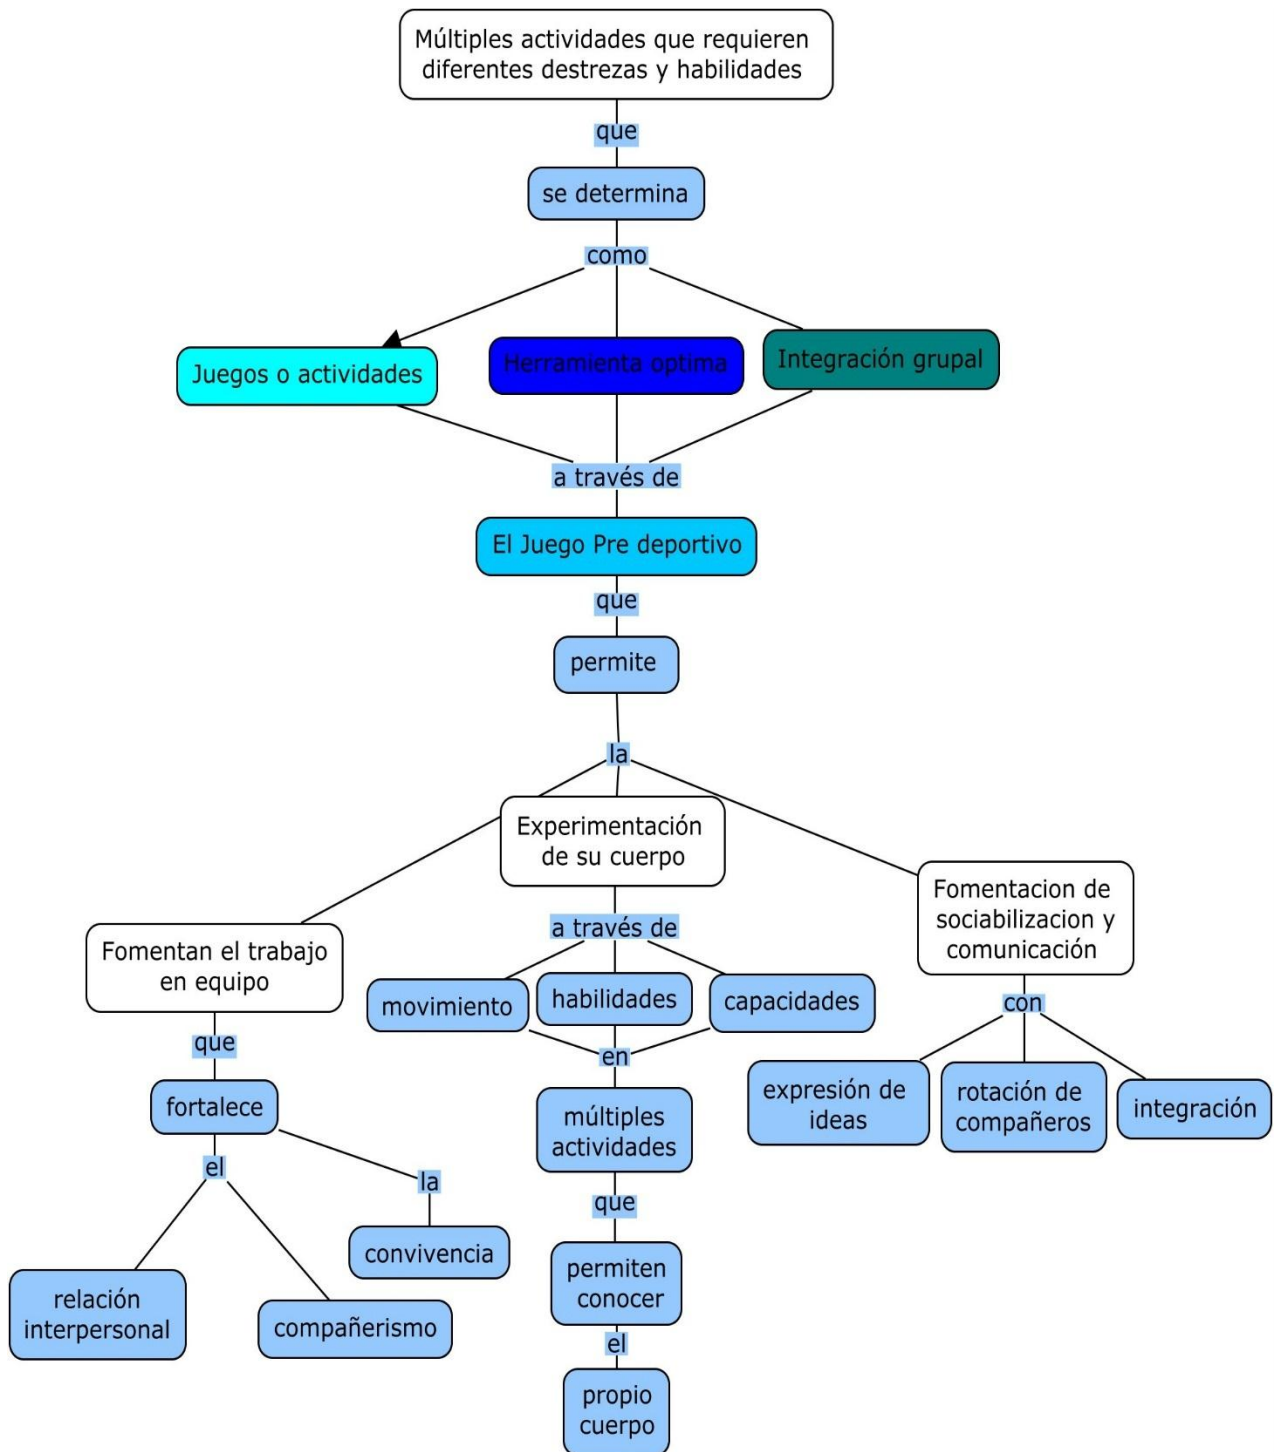 Múltiples actividades que requieren
diferentes destrezas y habilidades
que
se determina
como
Juegos o actividades
Herramienta optima
Integración grupal
a través de
El Juego Pre deportivo
que
permite
la
Fomentan el trabajo
en equipo
que
fortalece
el
relación
interpersonal
compañerismo
la
convivencia
Experimentación
de su cuerpo
a través de
movimiento
habilidades
capacidades
en
múltiples
actividades
que
permiten
conocer
el
propio
cuerpo
Fomentacion de
sociabilizacion y
comunicación
con
expresión de
ideas
rotación de
compañeros
integración